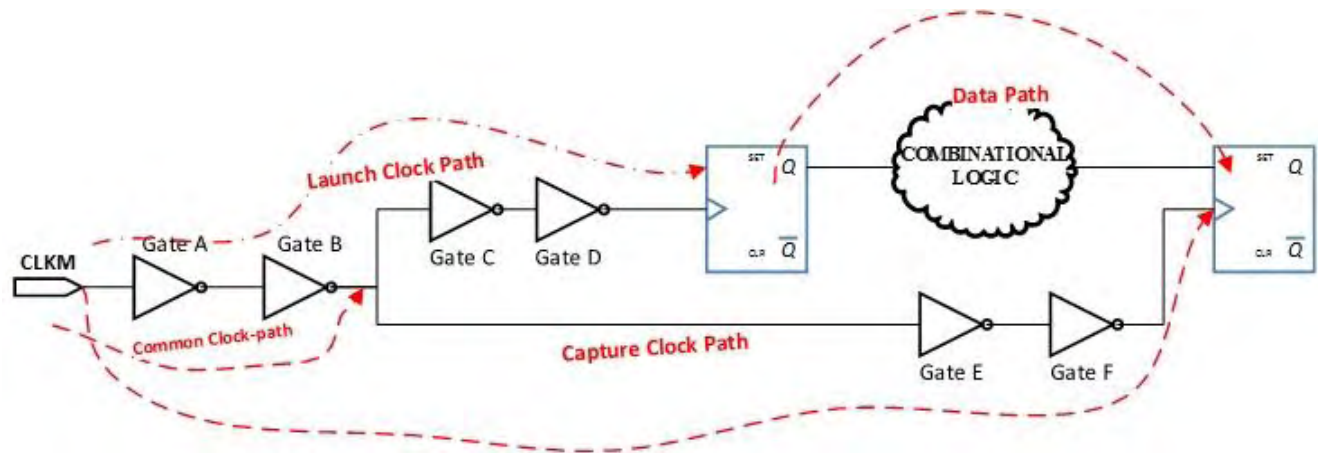 Data Path
SET
Q
COMBINATIONAL
LOGIC
SET
Q
Launch Clock Path
Gate A
Gate B
Gate C
Gate D
CLR
Q
CLR
Q
CLKM
Common Clock-path
Capture Clock Path
Gate E
Gate F